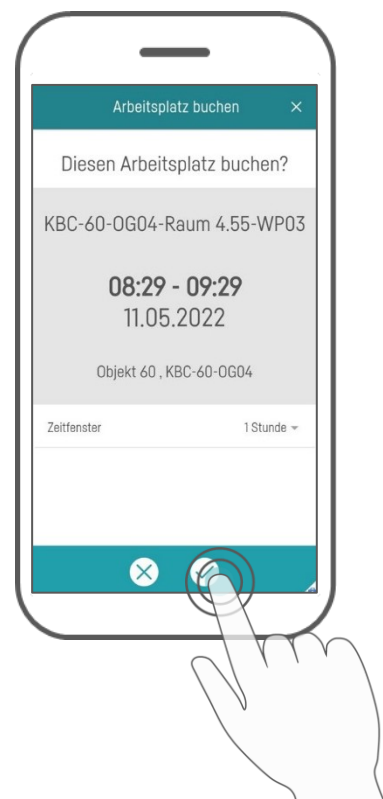 Arbeitsplatz buchen
Diesen Arbeitsplatz buchen?
KBC-60-OG04-Raum 4.55-WP03
08:29 - 09:29
11.05.2022
Objekt 60 , KBC-60-OG04
Zeitfenster 1 Stunde